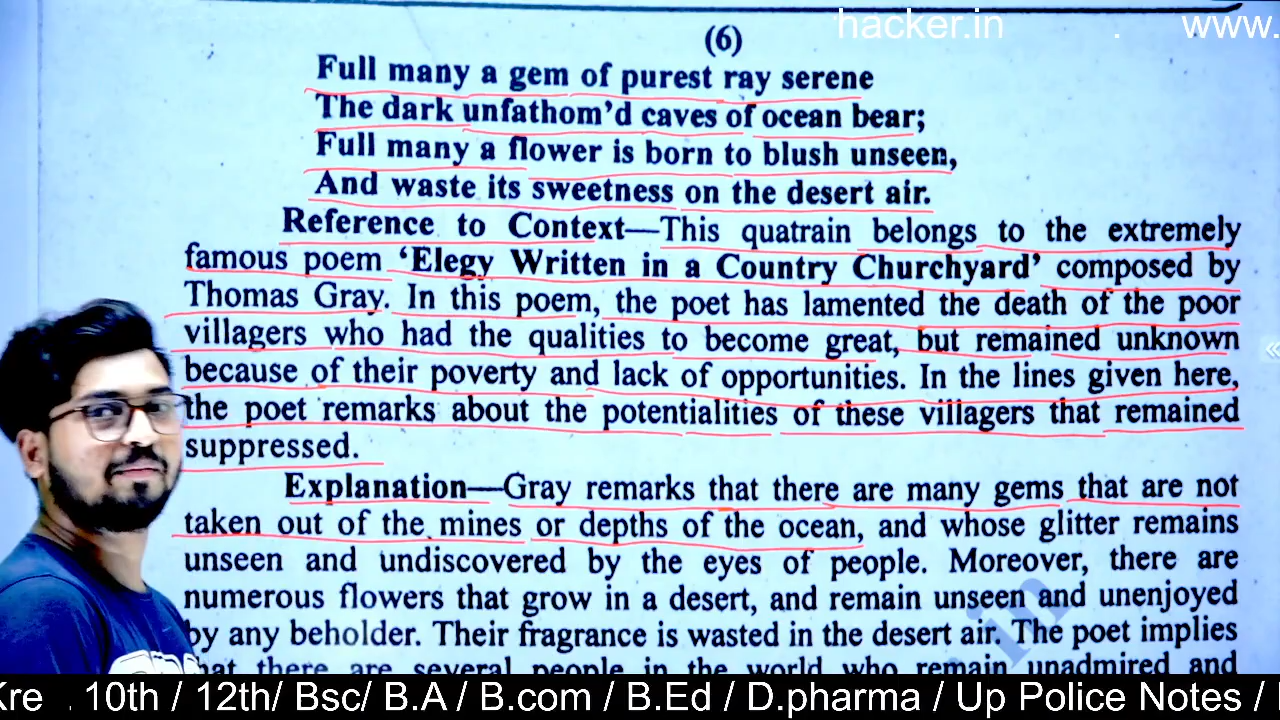 hacker.in . www.
(6)
Full many a gem of purest ray serene
The dark unfathom'd caves of ocean bear;
Full many a flower is born to blush unseen,
And waste its sweetness on the desert air.
Reference to Context—This quatrain belongs to the extremely
famous poem ‘Elegy Written in a Country Churchyard’ composed by
Thomas Gray. In this poem, the poet has lamented the death of the poor
villagers who had the qualities to become great, but remained unknown
because of their poverty and lack of opportunities. In the lines given here,
the poet remarks about the potentialities of these villagers that remained
suppressed.
Explanation—Gray remarks that there are many gems that are not
taken out of the mines or depths of the ocean, and whose glitter remains
unseen and undiscovered by the eyes of people. Moreover, there are
numerous flowers that grow in a desert, and remain unseen and unenjoyed
by any beholder. Their fragrance is wasted in the desert air. The poet implies
that there are several people in the world who remain unadmired and
in
Kre . 10th / 12th/ Bsc/ B.A / B.com / B.Ed / D.pharma / Up Police Notes /